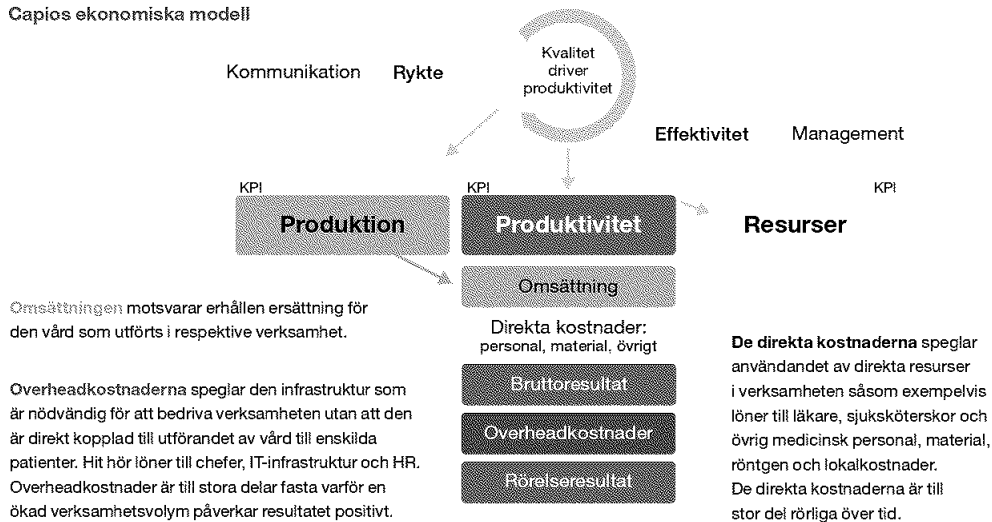 Capios ekonomiska modell
Kvalitet
driver
produktivitet
Kommunikation Rykte
Effektivitet Management
KPI KPI KPI
Produktion Produktivitet Resurser
Omsättning
Omsättningen motsvarar erhållen ersättning för
den vård som utförts i respektive verksamhet.
Direkta kostnader:
personal, material, övrigt
Bruttoresultat
Overheadkostnader
Rörelseresultat
Overheadkostnaderna speglar den infrastruktur som
är nödvändig för att bedriva verksamheten utan att den
är direkt kopplad till utförandet av vård till enskilda
patienter. Hit hör löner till chefer, IT-infrastruktur och HR.
Overheadkostnader är till stora delar fasta varför en
ökad verksamhetsvolym påverkar resultatet positivt.
De direkta kostnaderna speglar
användandet av direkta resurser
i verksamheten såsom exempelvis
löner till läkare, sjuksköterskor och
övrig medicinsk personal, material,
röntgen och lokalkostnader.
De direkta kostnaderna är till
stor del rörliga över tid.